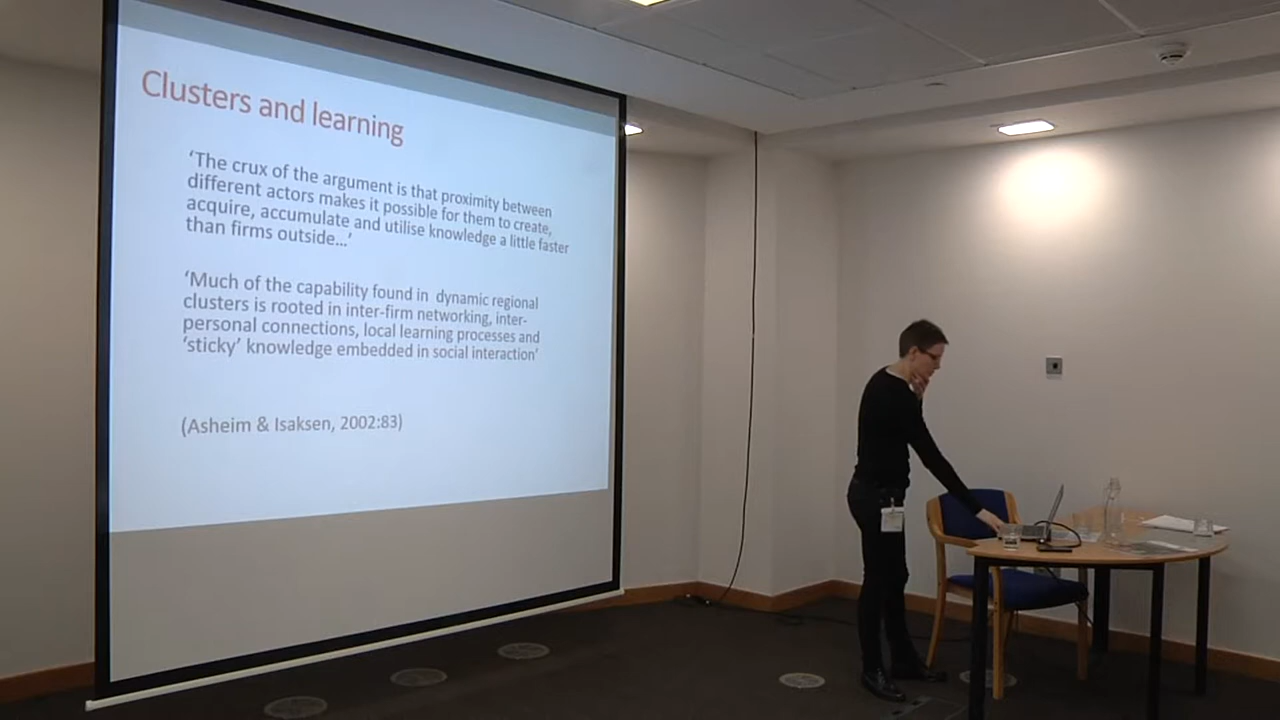 Clusters and learning
‘The crux of the argument is that proximity between
different actors makes it possible for them to create,
acquire, accumulate and utilise knowledge a little faster
than firms outside...’
‘Much of the capability found in dynamic regional
clusters is rooted in inter-firm networking, inter-
personal connections, local learning processes and
‘sticky’ knowledge embedded in social interaction’
(Asheim & Isaksen, 2002:83)